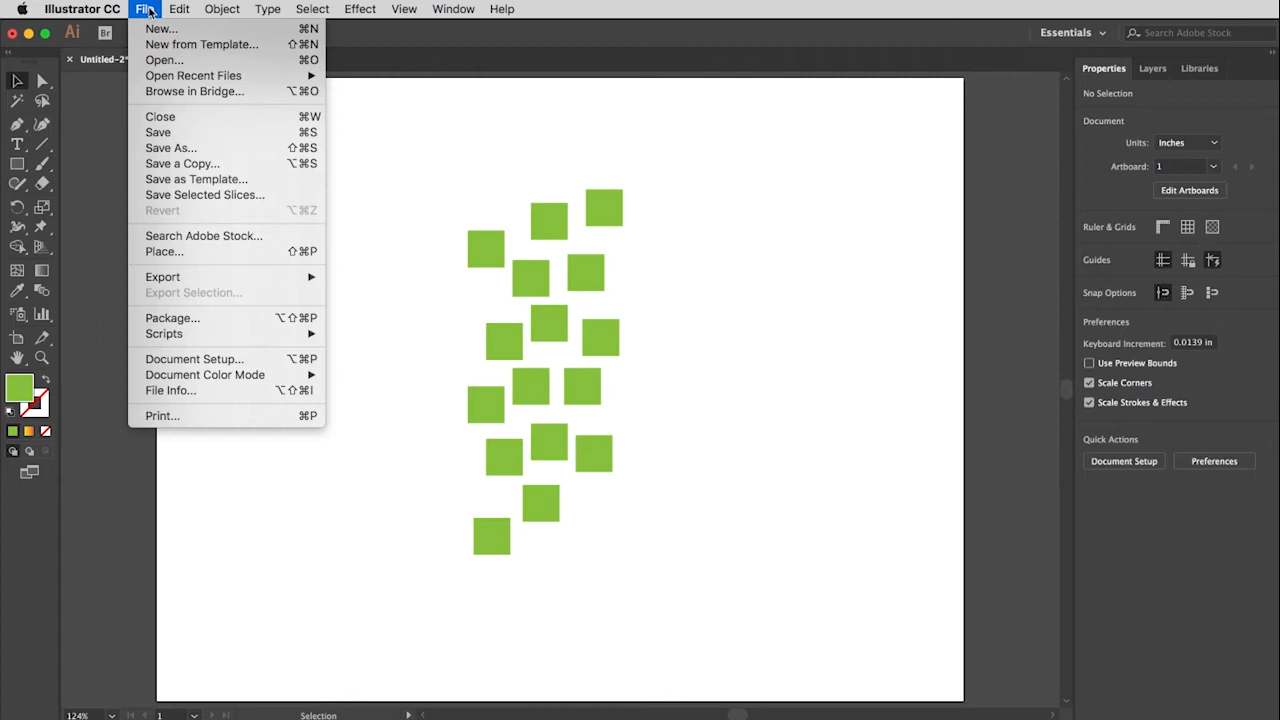 Illustrator CC File Edit Object Type Select Effect View Window Help
Ai Br Essentials Search Adobe Stock
Untitled-2*
New... ⌘N
New from Template... ⇧⌘N
Open... ⌘O
Open Recent Files
Browse in Bridge... ⌥⌘O
Close ⌘W
Save ⌘S
Save As... ⇧⌘S
Save a Copy... ⌥⌘S
Save as Template...
Save Selected Slices...
Revert ⌥⌘Z
Search Adobe Stock...
Place... ⇧⌘P
Export
Export Selection...
Package... ⌥⇧⌘P
Scripts
Document Setup... ⌥⌘P
Document Color Mode
File Info... ⌥⇧⌘I
Print... ⌘P
Properties Layers Libraries
No Selection
Document
Units: Inches
Artboard: 1
Edit Artboards
Ruler & Grids
Guides
Snap Options
Preferences
Keyboard Increment: 0.0139 in
Use Preview Bounds
Scale Corners
Scale Strokes & Effects
Quick Actions
Document Setup Preferences
124% 1 Selection